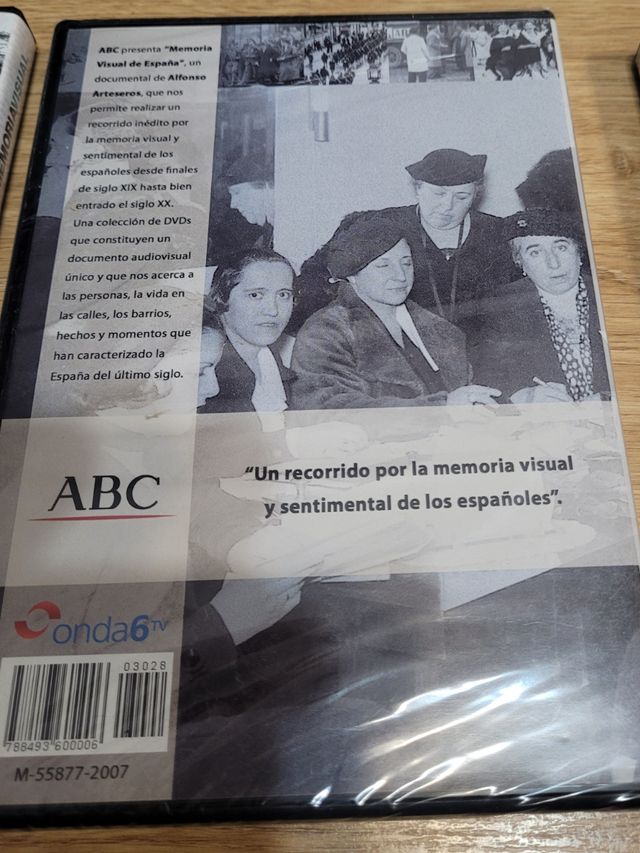 ABC presenta "Memoria
Visual de España", un
documental de Alfonso
Arteseros, que nos
permite realizar un
recorrido inédito por
la memoria visual y
sentimental de los
españoles desde finales
de siglo XIX hasta bien
entrado el siglo XX.
Una colección de DVDs
que constituyen un
documento audiovisual
único y que nos acerca a
las personas, la vida en
las calles, los barrios,
hechos y momentos que
han caracterizado la
España del último siglo.
"Un recorrido por la memoria visual
y sentimental de los españoles".
ABC
onda6TV
03028
788493600006
M-55877-2007
MEMORIA VISUAL